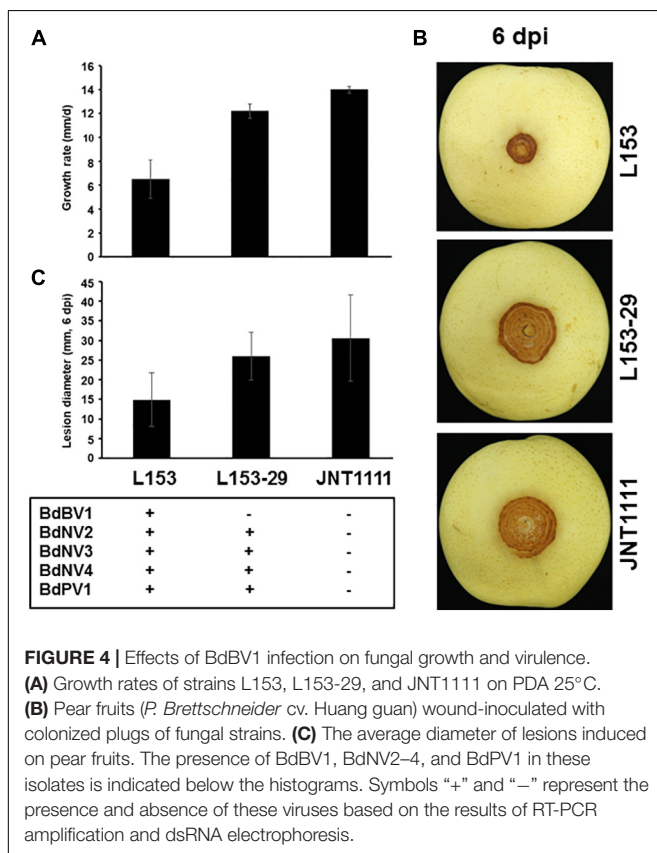 A
16
14
12
10
8
6
4
2
0
Growth rate (mm/d)
B
6 dpi
L153
L153-29
JNT1111
C
45
40
35
30
25
20
15
10
5
0
Lesion diameter (mm, 6 dpi)
L153 L153-29 JNT1111
BdBV1 + - -
BdNV2 + + -
BdNV3 + + -
BdNV4 + + -
BdPV1 + + -
FIGURE 4 | Effects of BdBV1 infection on fungal growth and virulence.
(A) Growth rates of strains L153, L153-29, and JNT1111 on PDA 25°C.
(B) Pear fruits (P. Brettschneider cv. Huang guan) wound-inoculated with
colonized plugs of fungal strains. (C) The average diameter of lesions induced
on pear fruits. The presence of BdBV1, BdNV2–4, and BdPV1 in these
isolates is indicated below the histograms. Symbols “+” and “−” represent the
presence and absence of these viruses based on the results of RT-PCR
amplification and dsRNA electrophoresis.